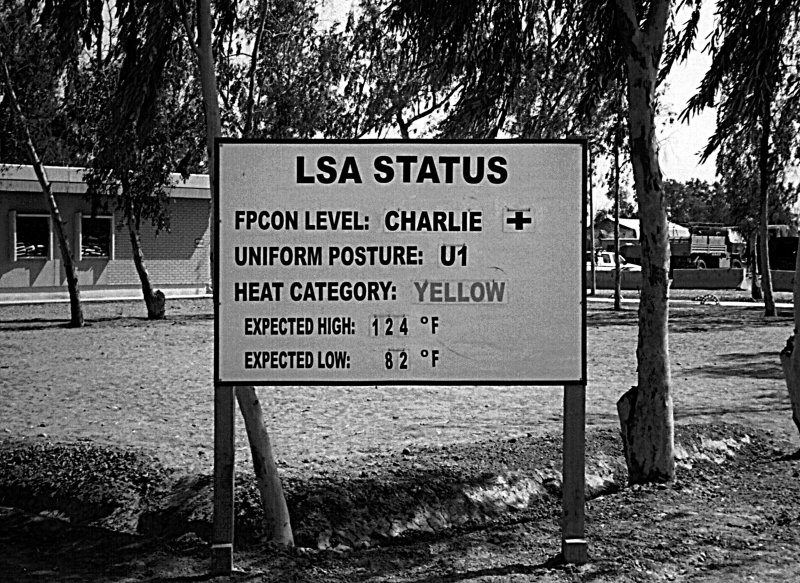 LSA STATUS
FPCON LEVEL: CHARLIE +
UNIFORM POSTURE: U1
HEAT CATEGORY: YELLOW
EXPECTED HIGH: 124 °F
EXPECTED LOW: 82 °F